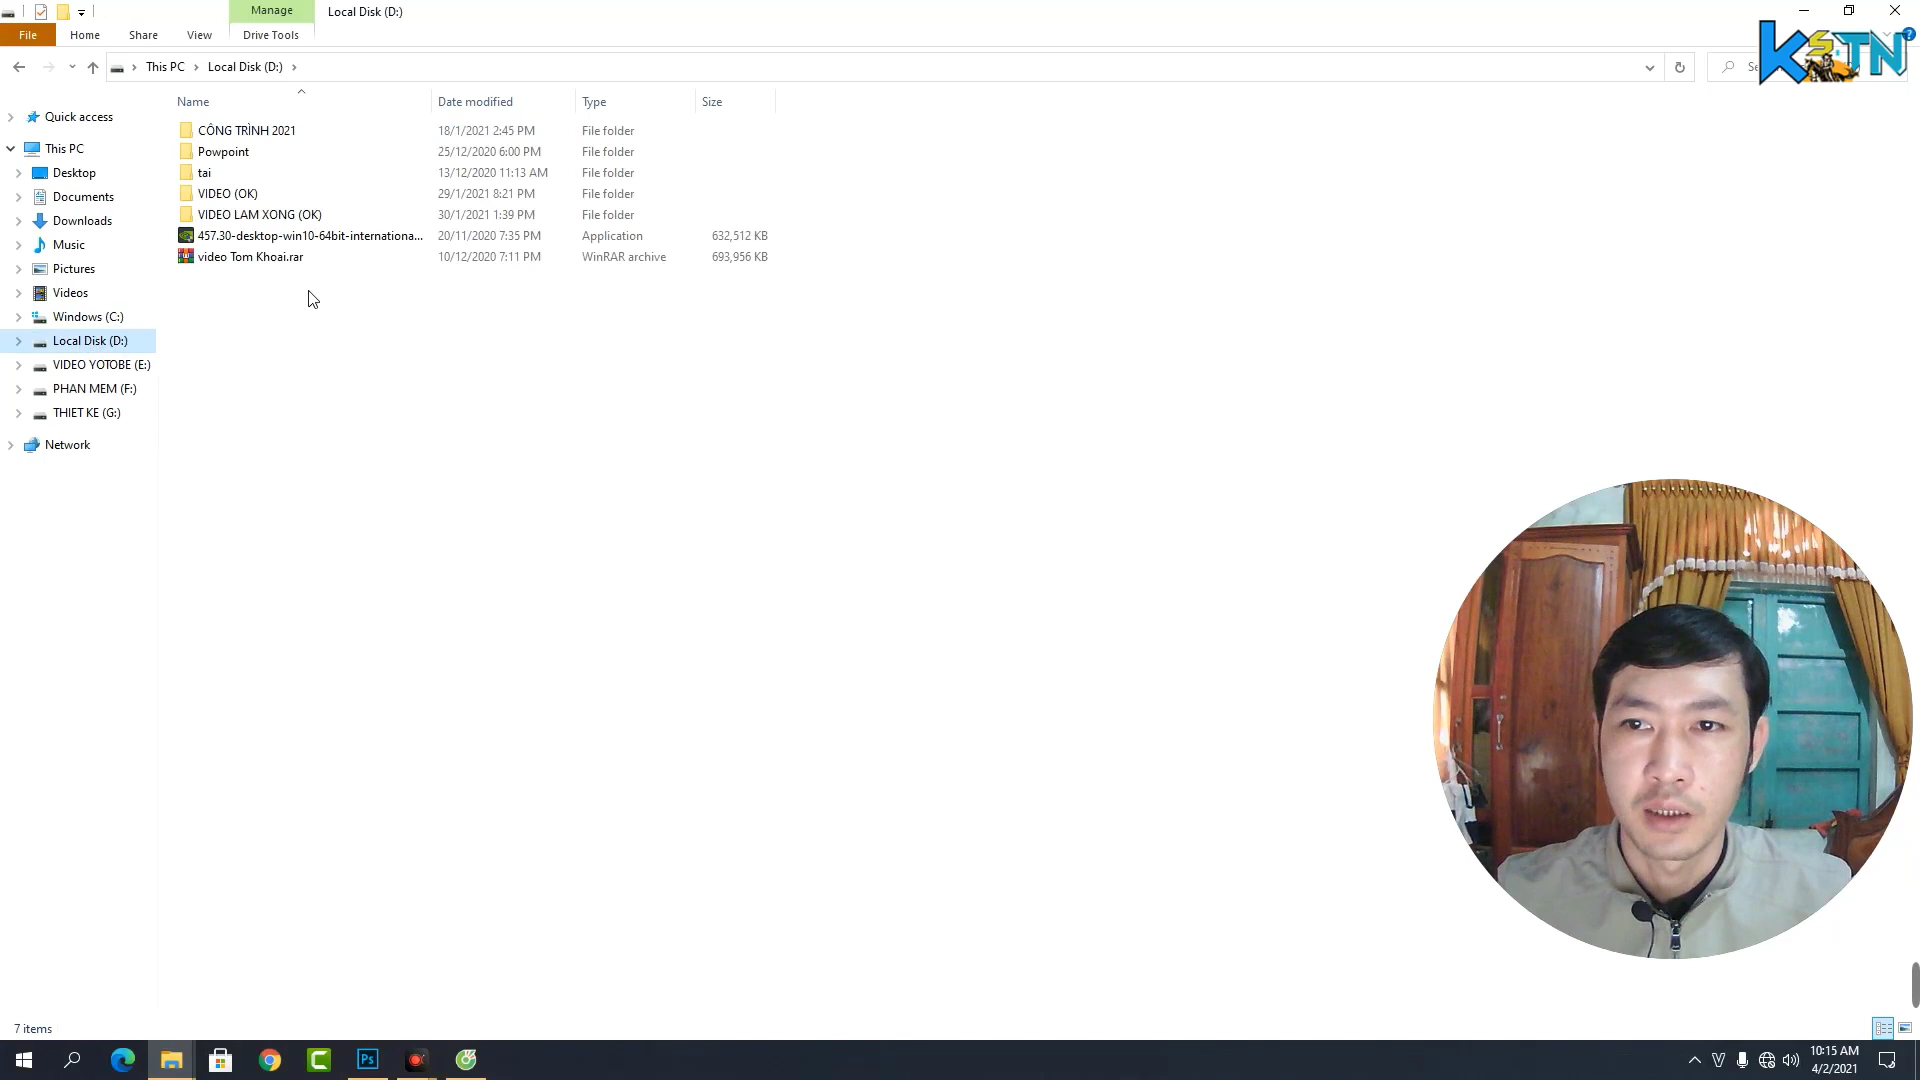 Manage
Local Disk (D:)
File
Home
Share
View
Drive Tools
This PC
Local Disk (D:)
KSTN
Name
Date modified
Type
Size
Quick access
This PC
Desktop
Documents
Downloads
Music
Pictures
Videos
Windows (C:)
Local Disk (D:)
VIDEO YOTOBE (E:)
PHAN MEM (F:)
THIET KE (G:)
Network
CÔNG TRÌNH 2021 18/1/2021 2:45 PM File folder
Powpoint 25/12/2020 6:00 PM File folder
tai 13/12/2020 11:13 AM File folder
VIDEO (OK) 29/1/2021 8:21 PM File folder
VIDEO LAM XONG (OK) 30/1/2021 1:39 PM File folder
457.30-desktop-win10-64bit-internationa... 20/11/2020 7:35 PM Application 632,512 KB
video Tom Khoai.rar 10/12/2020 7:11 PM WinRAR archive 693,956 KB
7 items
Ps
10:15 AM
4/2/2021